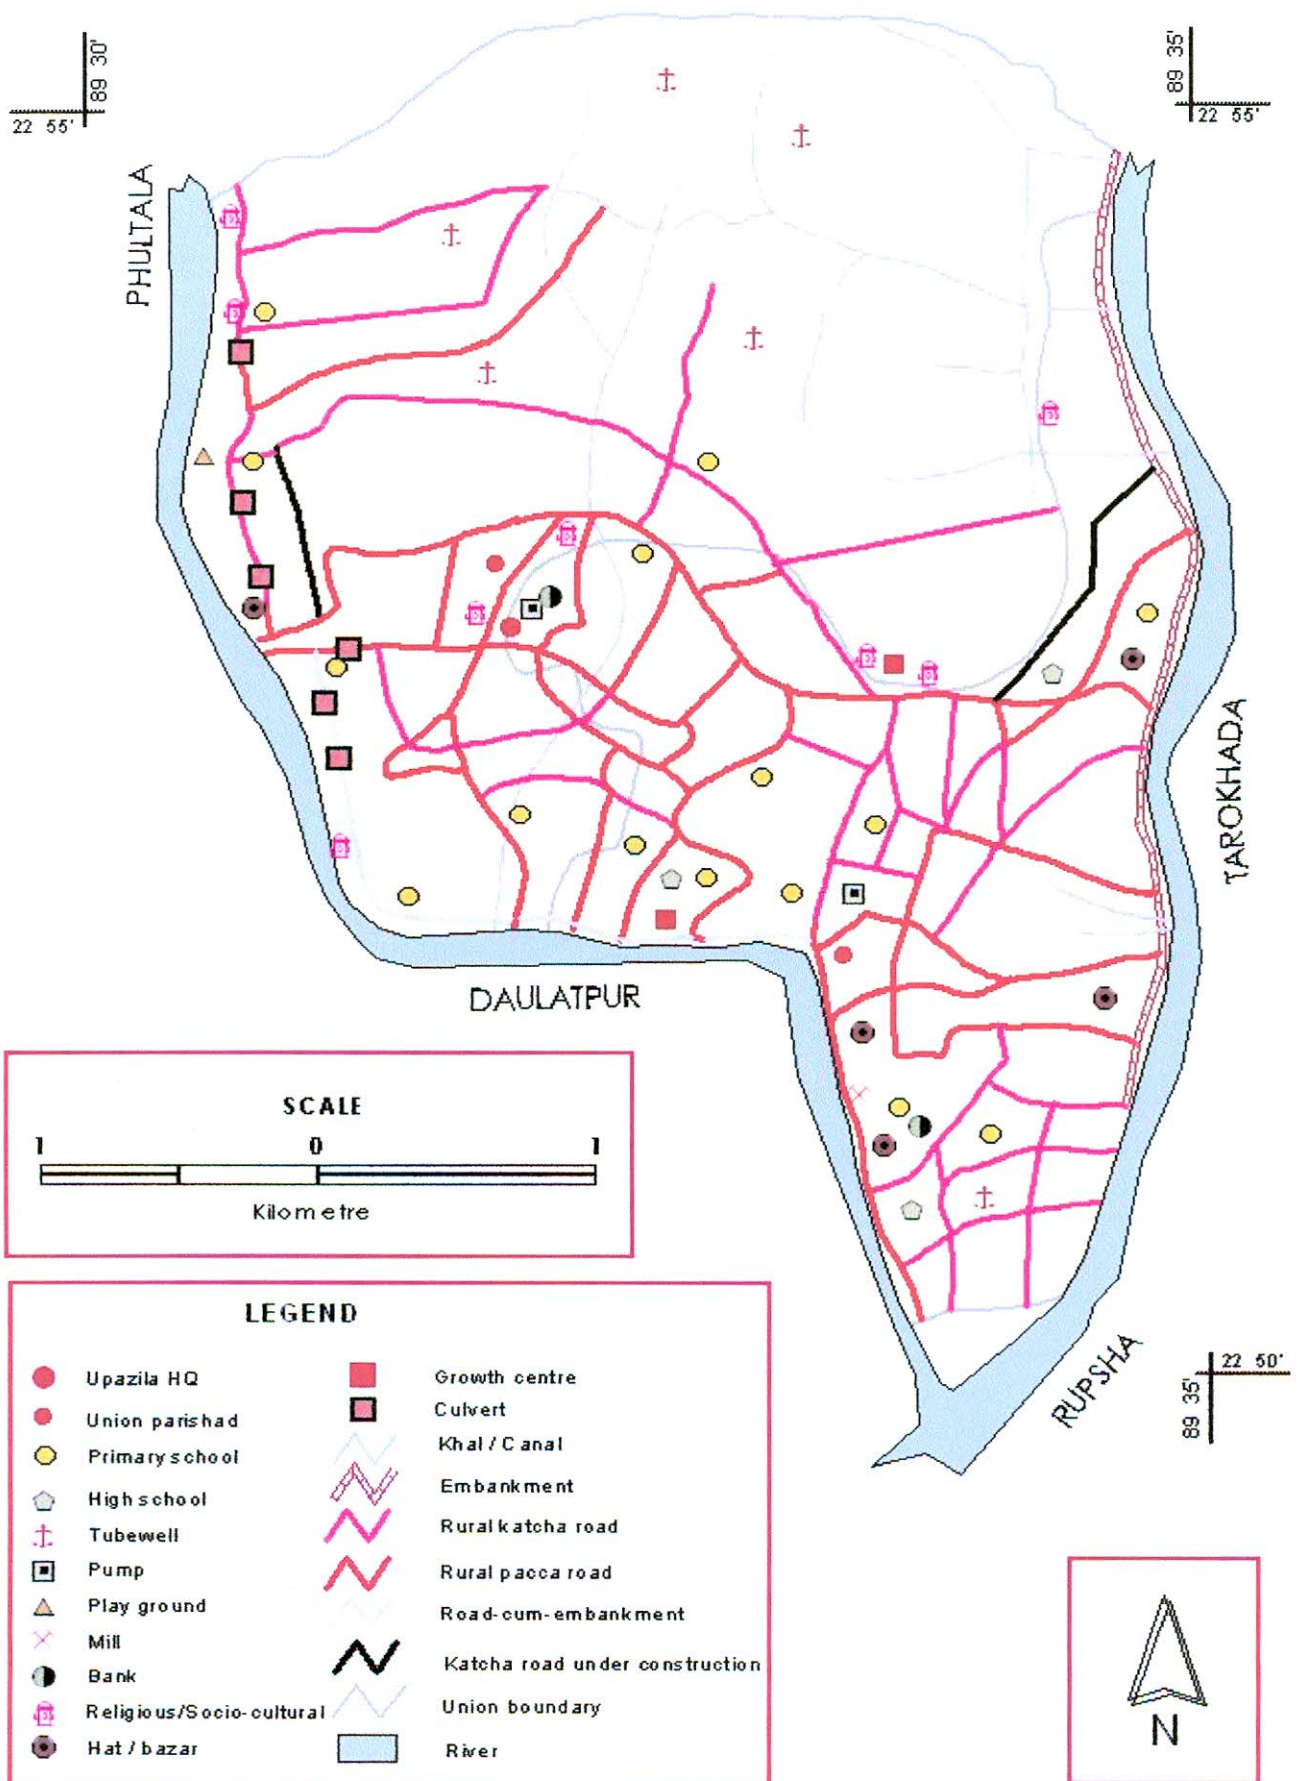 89 30'
22 55'
89 35'
22 55'
PHULTALA
TAROKHADA
DAULATPUR
RUPSHA
22 50'
89 35'
SCALE
1 0 1
Kilometre
LEGEND
Upazila HQ
Union parishad
Primary school
High school
Tubewell
Pump
Play ground
Mill
Bank
Religious/Socio-cultural
Hat / bazar
Growth centre
Culvert
Khal / Canal
Embankment
Rural katcha road
Rural pacca road
Road-cum-embankment
Katcha road under construction
Union boundary
River
N